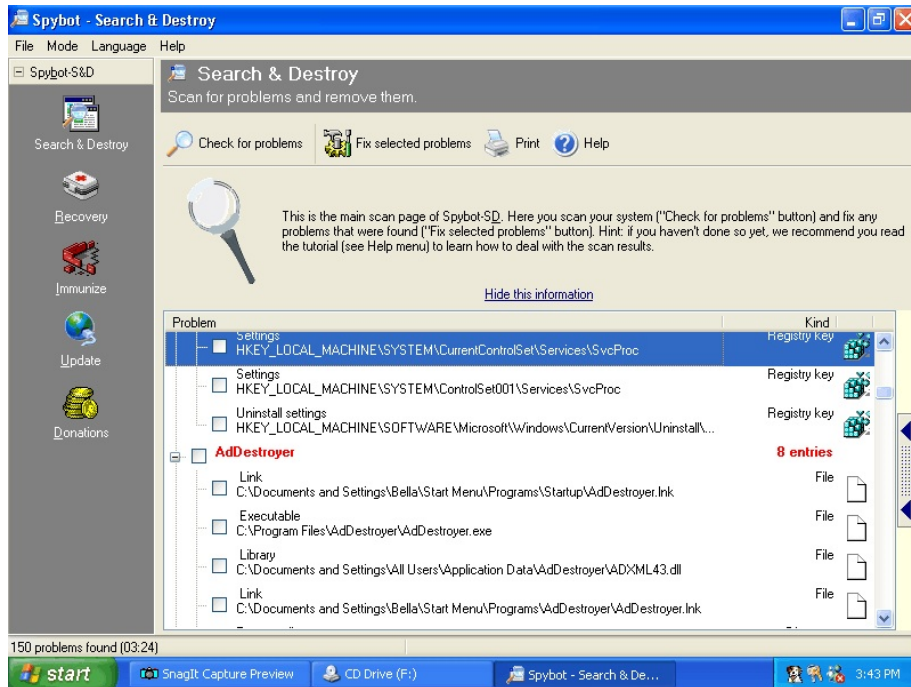 Spybot - Search & Destroy
File Mode Language Help
Spybot-S&D
Search & Destroy
Scan for problems and remove them.
Search & Destroy
Recovery
Immunize
Update
Donations
Check for problems
Fix selected problems
Print
Help
This is the main scan page of Spybot-SD. Here you scan your system ("Check for problems" button) and fix any
problems that were found ("Fix selected problems" button). Hint: if you haven't done so yet, we recommend you read
the tutorial (see Help menu) to learn how to deal with the scan results.
Hide this information
Problem Kind
Settings Registry key
HKEY_LOCAL_MACHINE\SYSTEM\CurrentControlSet\Services\SvcProc
Settings Registry key
HKEY_LOCAL_MACHINE\SYSTEM\ControlSet001\Services\SvcProc
Uninstall settings Registry key
HKEY_LOCAL_MACHINE\SOFTWARE\Microsoft\Windows\CurrentVersion\Uninstall\...
AdDestroyer 8 entries
Link File
C:\Documents and Settings\Bella\Start Menu\Programs\Startup\AdDestroyer.lnk
Executable File
C:\Program Files\AdDestroyer\AdDestroyer.exe
Library File
C:\Documents and Settings\All Users\Application Data\AdDestroyer\ADXML43.dll
Link File
C:\Documents and Settings\Bella\Start Menu\Programs\AdDestroyer\AdDestroyer.lnk
150 problems found (03:24)
start
SnagIt Capture Preview
CD Drive (F:)
Spybot - Search & De...
3:43 PM